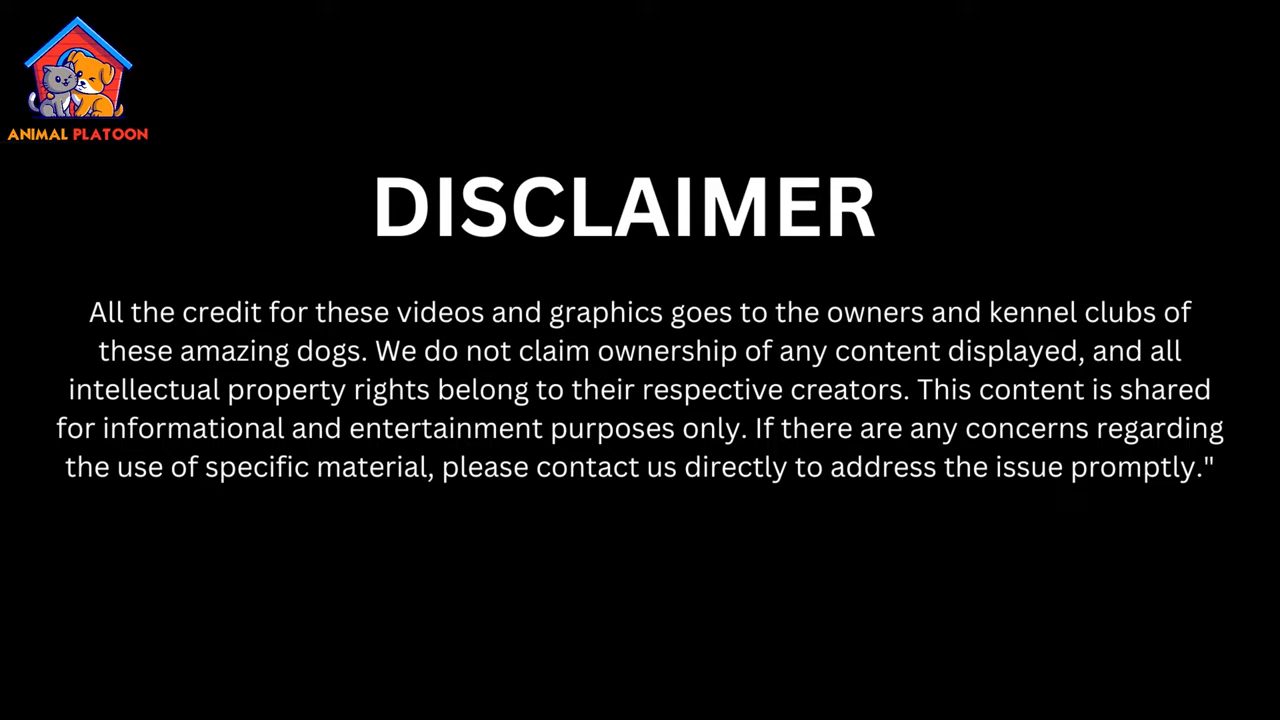 ANIMAL PLATOON
DISCLAIMER
All the credit for these videos and graphics goes to the owners and kennel clubs of
these amazing dogs. We do not claim ownership of any content displayed, and all
intellectual property rights belong to their respective creators. This content is shared
for informational and entertainment purposes only. If there are any concerns regarding
the use of specific material, please contact us directly to address the issue promptly."